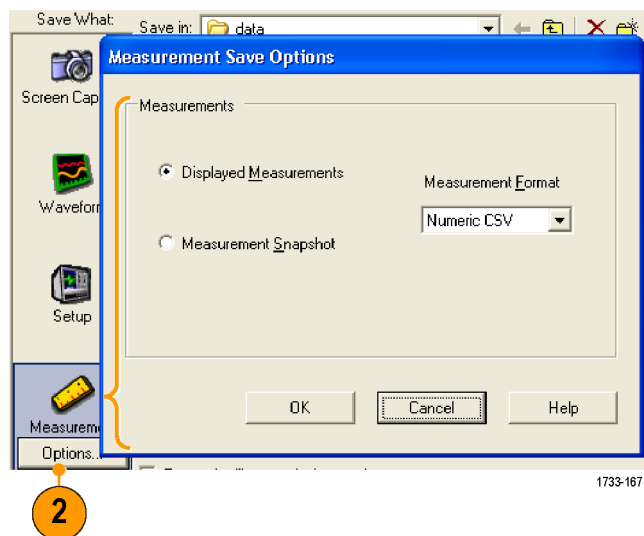 Save What:
Save in: data
Measurement Save Options
Screen Cap
Measurements
Displayed Measurements
Measurement Format
Waveform
Numeric CSV
Measurement Snapshot
Setup
OK
Cancel
Help
Measurem
Options...
1733-167
2